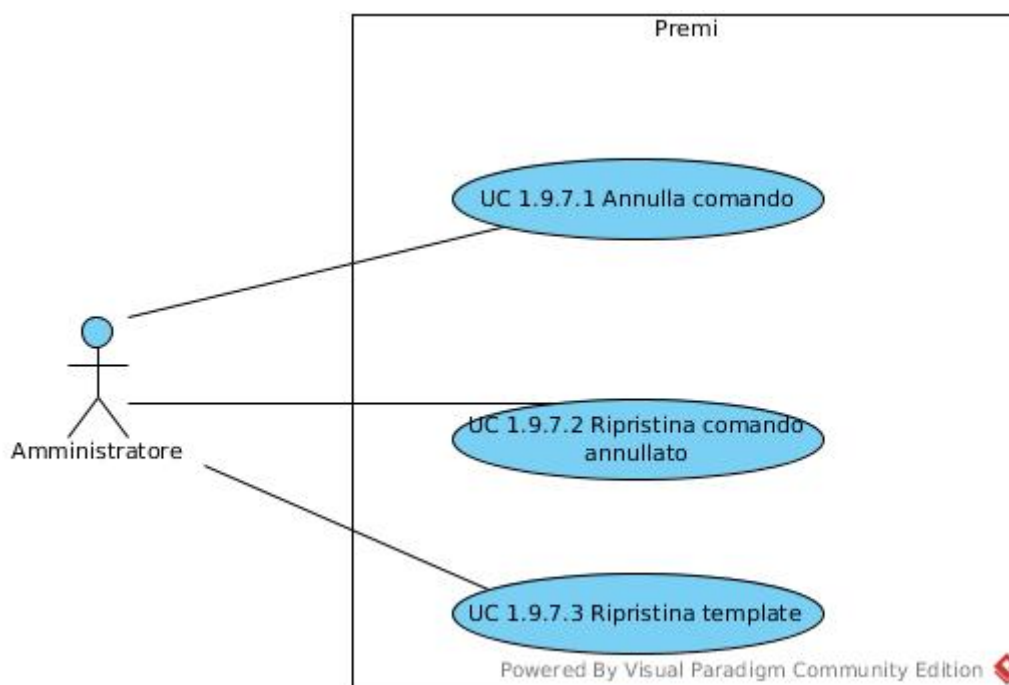 Premi
UC 1.9.7.1 Annulla comando
UC 1.9.7.2 Ripristina comando
annullato
Amministratore
UC 1.9.7.3 Ripristina template
Powered By Visual Paradigm Community Edition